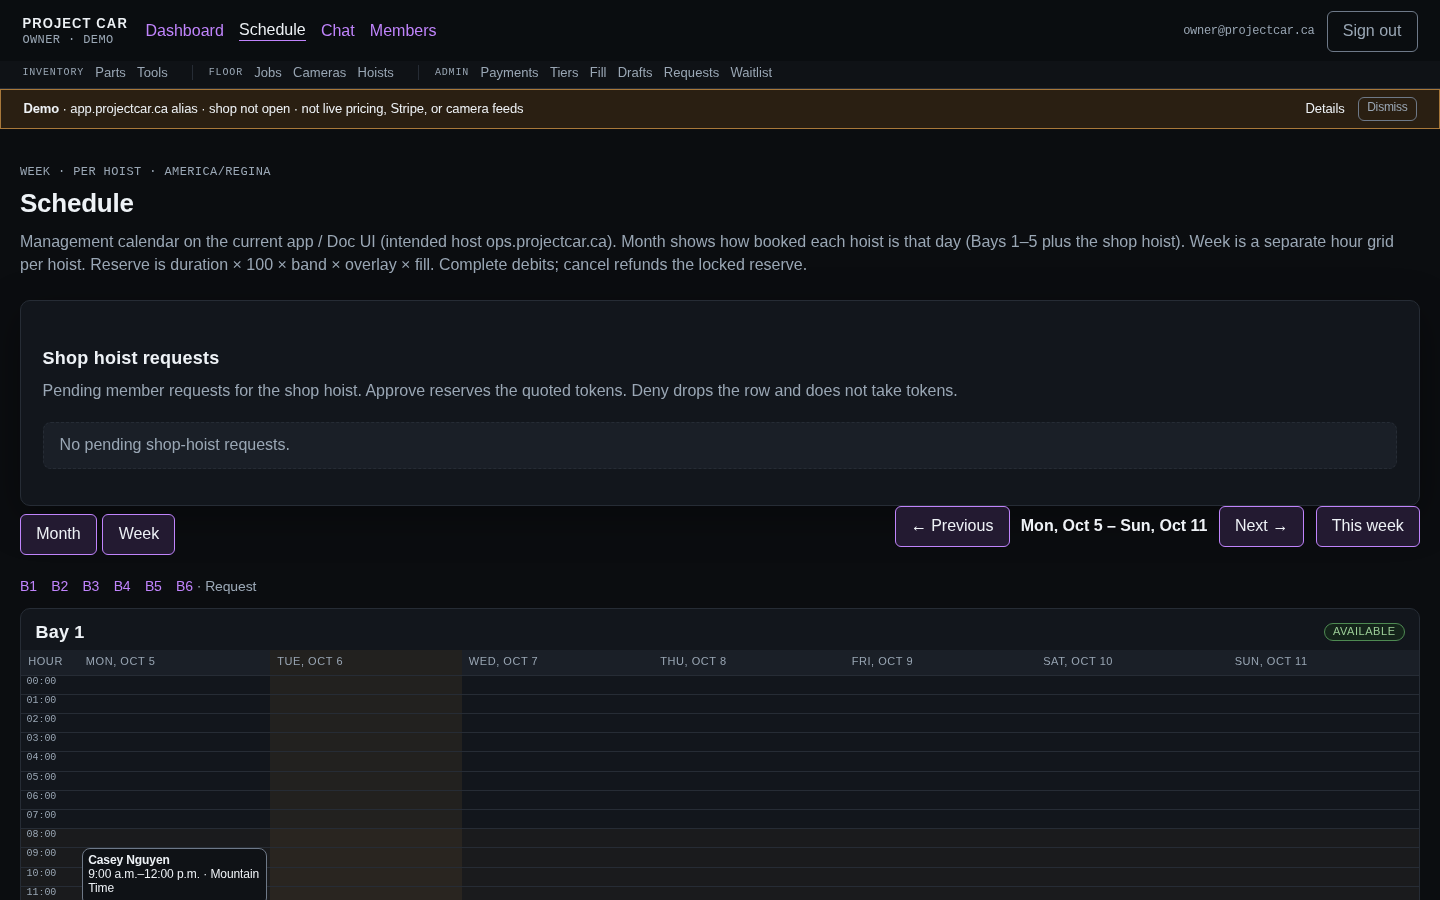 PROJECT CAR
OWNER · DEMO
Dashboard Schedule Chat Members
owner@projectcar.ca Sign out
INVENTORY Parts Tools FLOOR Jobs Cameras Hoists ADMIN Payments Tiers Fill Drafts Requests Waitlist
Demo · app.projectcar.ca alias · shop not open · not live pricing, Stripe, or camera feeds
Details Dismiss
WEEK · PER HOIST · AMERICA/REGINA
Schedule
Management calendar on the current app / Doc UI (intended host ops.projectcar.ca). Month shows how booked each hoist is that day (Bays 1–5 plus the shop hoist). Week is a separate hour grid
per hoist. Reserve is duration × 100 × band × overlay × fill. Complete debits; cancel refunds the locked reserve.
Shop hoist requests
Pending member requests for the shop hoist. Approve reserves the quoted tokens. Deny drops the row and does not take tokens.
No pending shop-hoist requests.
Month Week
← Previous Mon, Oct 5 – Sun, Oct 11 Next → This week
B1 B2 B3 B4 B5 B6 · Request
Bay 1
AVAILABLE
HOUR MON, OCT 5 TUE, OCT 6 WED, OCT 7 THU, OCT 8 FRI, OCT 9 SAT, OCT 10 SUN, OCT 11
00:00
01:00
02:00
03:00
04:00
05:00
06:00
07:00
08:00
09:00
10:00
11:00
Casey Nguyen
9:00 a.m.–12:00 p.m. · Mountain
Time